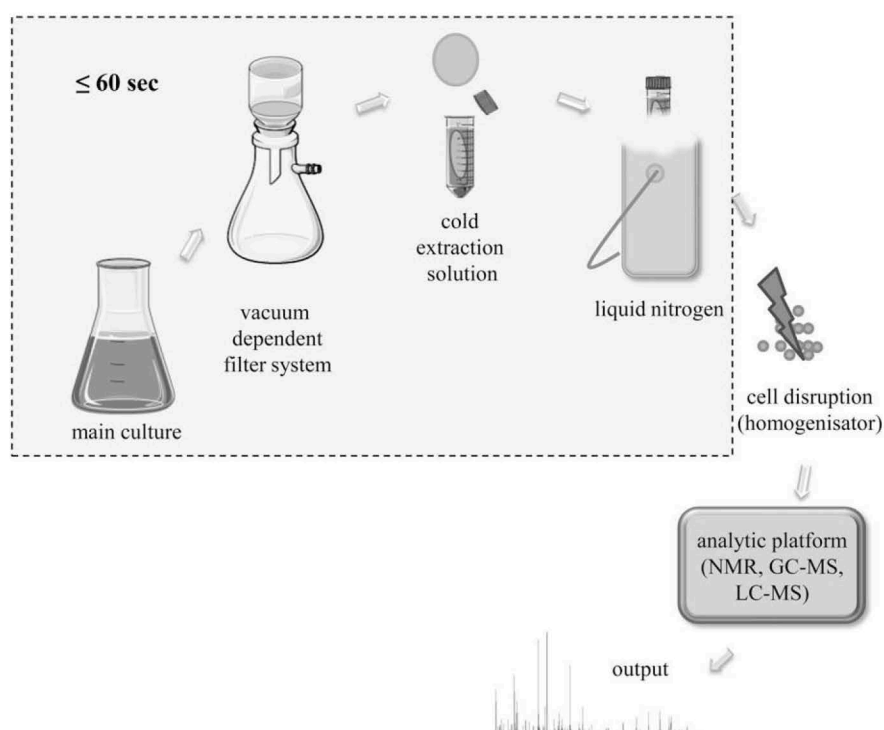 ≤ 60 sec
main culture
vacuum
dependent
filter system
cold
extraction
solution
liquid nitrogen
cell disruption
(homogenisator)
analytic platform
(NMR, GC-MS,
LC-MS)
output